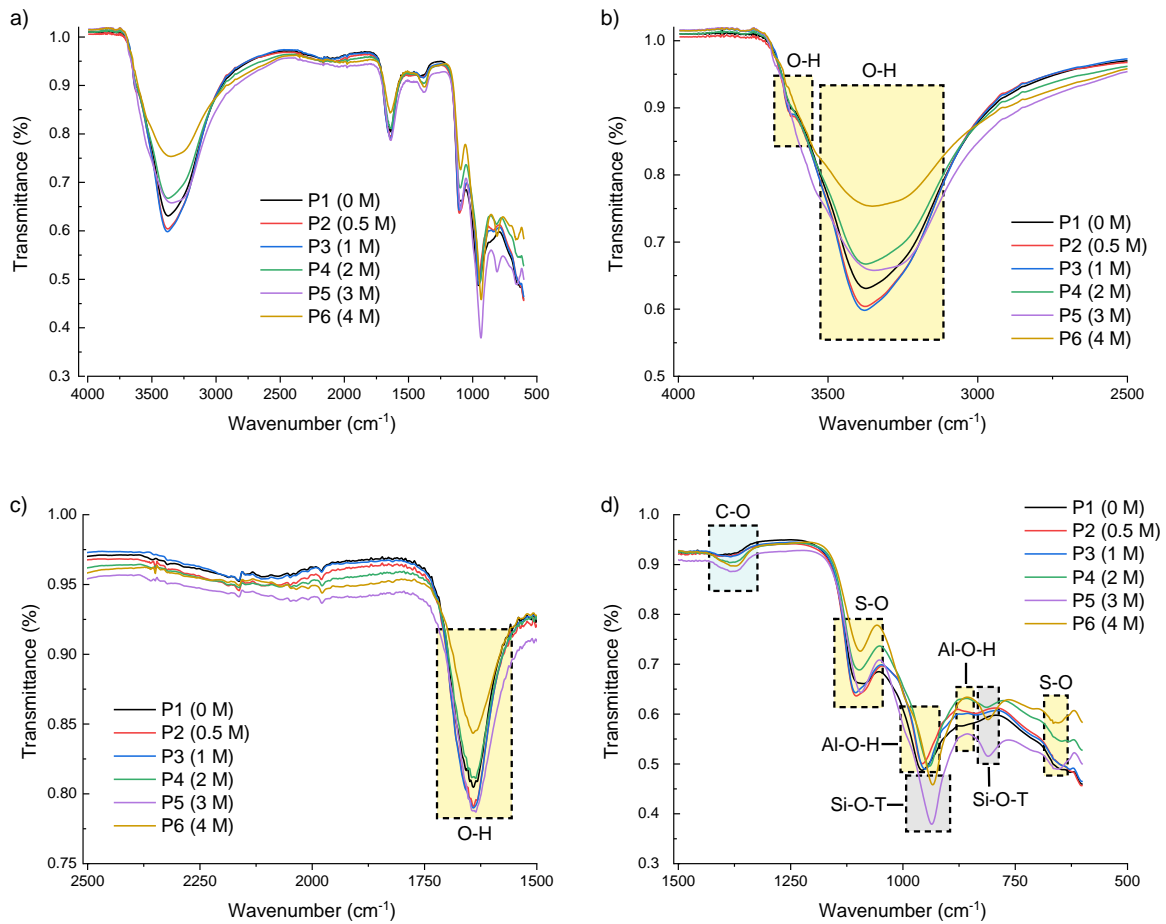 a)
1.0
0.9
0.8
0.7
0.6
0.5
0.4
0.3
Transmittance (%)
P1 (0 M)
P2 (0.5 M)
P3 (1 M)
P4 (2 M)
P5 (3 M)
P6 (4 M)
4000 3500 3000 2500 2000 1500 1000 500
Wavenumber (cm⁻¹)
b)
1.0
0.9
0.8
0.7
0.6
0.5
Transmittance (%)
O-H
O-H
P1 (0 M)
P2 (0.5 M)
P3 (1 M)
P4 (2 M)
P5 (3 M)
P6 (4 M)
4000 3500 3000 2500
Wavenumber (cm⁻¹)
c)
1.00
0.95
0.90
0.85
0.80
0.75
Transmittance (%)
P1 (0 M)
P2 (0.5 M)
P3 (1 M)
P4 (2 M)
P5 (3 M)
P6 (4 M)
O-H
2500 2250 2000 1750 1500
Wavenumber (cm⁻¹)
d)
1.0
0.9
0.8
0.7
0.6
0.5
0.4
0.3
Transmittance (%)
C-O
P1 (0 M)
P2 (0.5 M)
P3 (1 M)
P4 (2 M)
P5 (3 M)
P6 (4 M)
S-O
Al-O-H
S-O
Al-O-H
Si-O-T
Si-O-T
1500 1250 1000 750 500
Wavenumber (cm⁻¹)